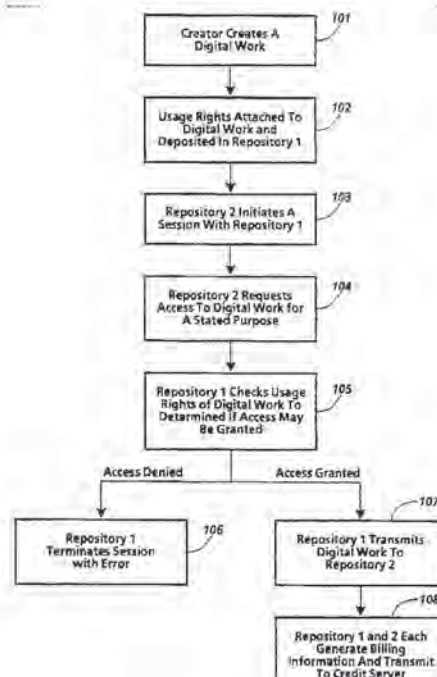 101
Creator Creates A
Digital Work
102
Usage Rights Attached To
Digital Work and
Deposited In Repository 1
103
Repository 2 Initiates A
Session With Repository 1
104
Repository 2 Requests
Access To Digital Work for
A Stated Purpose
105
Repository 1 Checks Usage
Rights of Digital Work To
Determined If Access May
Be Granted
Access Denied
Access Granted
106
Repository 1
Terminates Session
with Error
107
Repository 1 Transmits
Digital Work To
Repository 2
108
Repository 1 and 2 Each
Generate Billing
Information And Transmit
To Credit Server